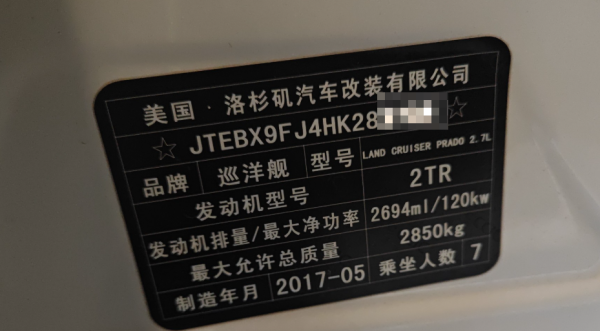 美国·洛杉矶汽车改装有限公司
☆ JTEBX9FJ4HK28 ☆
品牌 巡洋舰 型号 LAND CRUISER PRADO 2.7L
发动机型号 2TR
发动机排量/最大净功率 2694ml/120kw
最大允许总质量 2850kg
制造年月 2017-05 乘坐人数 7